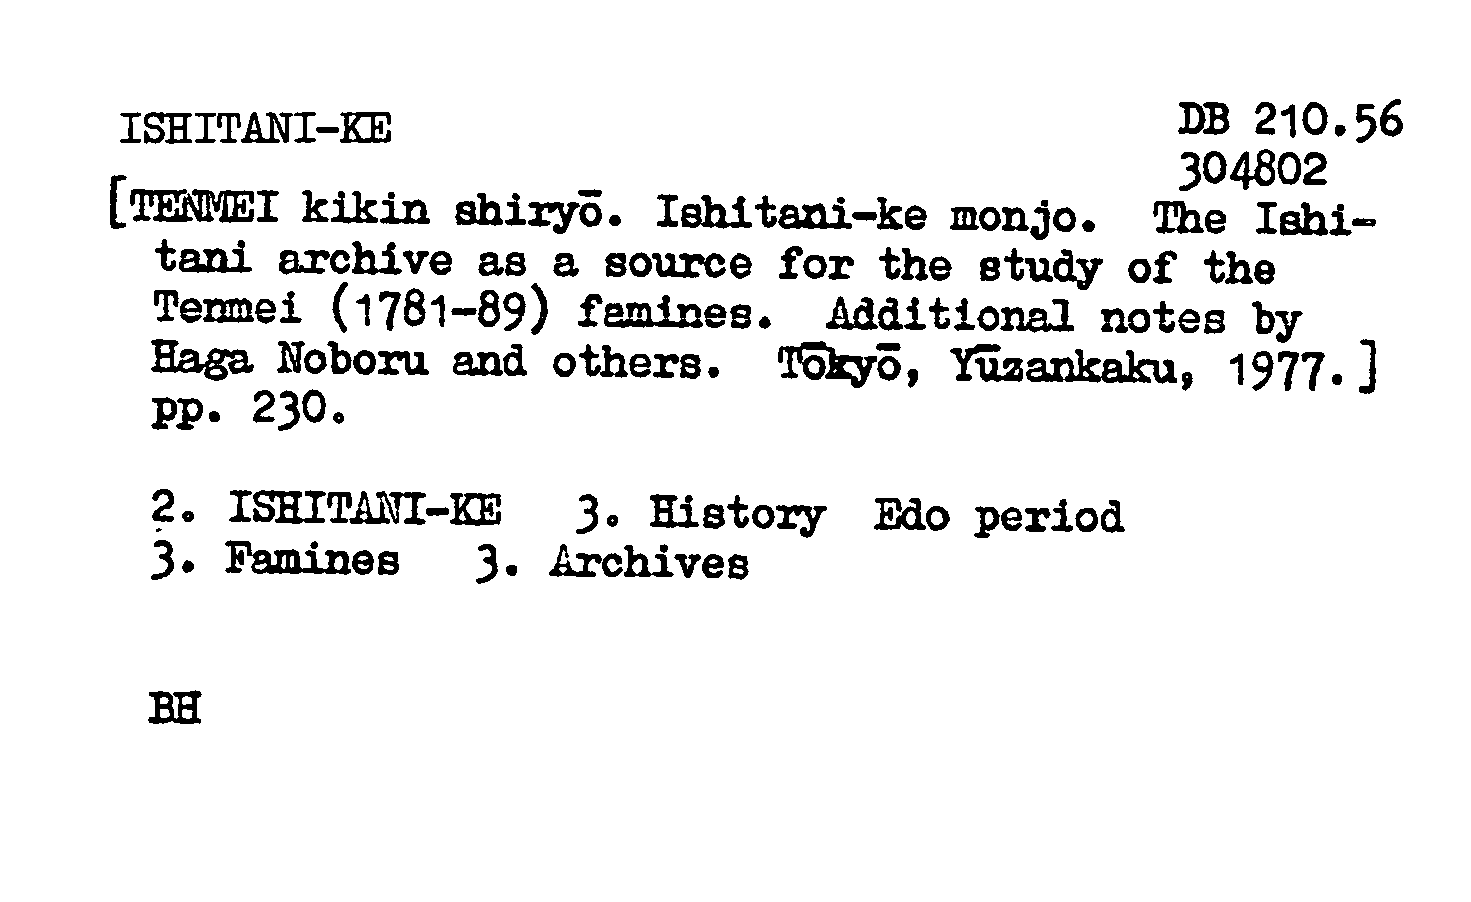 ISHITANI-KE
DB 210.56
304802
[TENMEI kikin shiryō. Ishitani-ke monjo. The Ishi-
tani archive as a source for the study of the
Tenmei (1781-89) famines. Additional notes by
Haga Noboru and others. Tōkyō, Yūzankaku, 1977.]
pp. 230.
2. ISHITANI-KE 3. History Edo period
3. Famines 3. Archives
BH